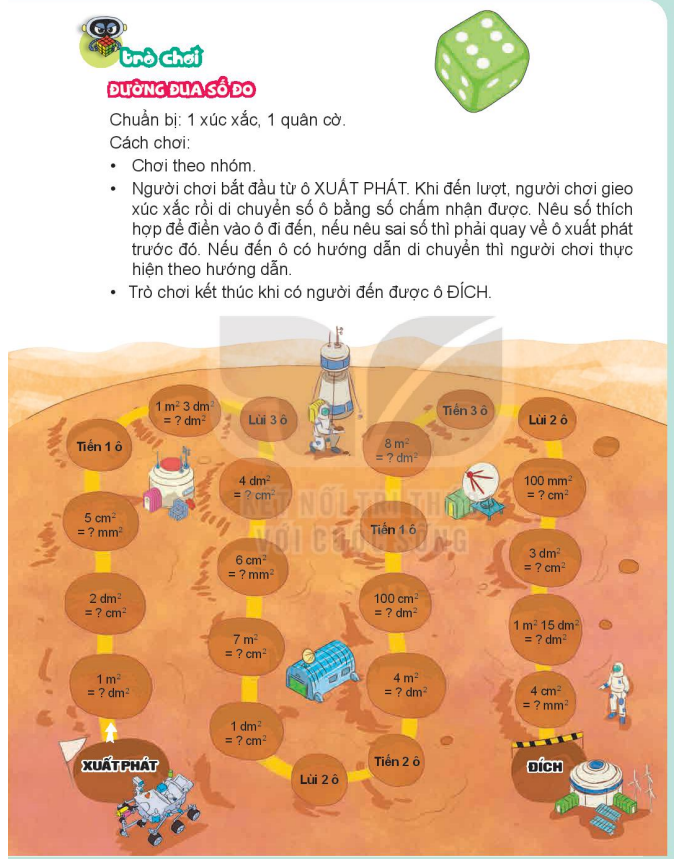 trò chơi
ĐƯỜNG ĐUA SỐ ĐO
Chuẩn bị: 1 xúc xắc, 1 quân cờ.
Cách chơi:
• Chơi theo nhóm.
• Người chơi bắt đầu từ ô XUẤT PHÁT. Khi đến lượt, người chơi gieo
xúc xắc rồi di chuyển số ô bằng số chấm nhận được. Nêu số thích
hợp để điền vào ô đi đến, nếu nêu sai số thì phải quay về ô xuất phát
trước đó. Nếu đến ô có hướng dẫn di chuyển thì người chơi thực
hiện theo hướng dẫn.
• Trò chơi kết thúc khi có người đến được ô ĐÍCH.
XUẤT PHÁT
1 m²
= ? dm²
2 dm²
= ? cm²
5 cm²
= ? mm²
Tiến 1 ô
1 m² 3 dm²
= ? dm²
Lùi 3 ô
4 dm²
= ? cm²
6 cm²
= ? mm²
7 m²
= ? cm²
1 dm²
= ? cm²
Lùi 2 ô
Tiến 2 ô
4 m²
= ? dm²
100 cm²
= ? dm²
Tiến 1 ô
8 m²
= ? dm²
Tiến 3 ô
Lùi 2 ô
100 mm²
= ? cm²
3 dm²
= ? cm²
1 m² 15 dm²
= ? dm²
4 cm²
= ? mm²
ĐÍCH
KẾT NỐI TRI THỨC
VỚI CUỘC SỐNG